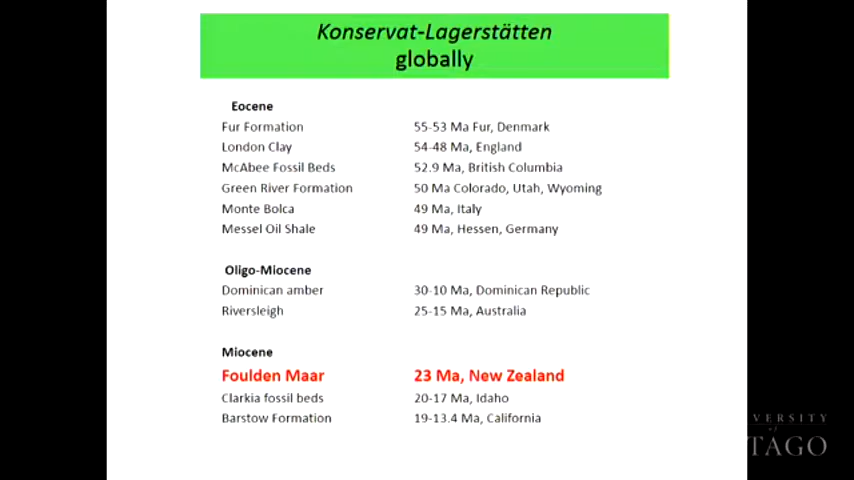 Konservat-Lagerstätten
globally
Eocene
Fur Formation 55-53 Ma Fur, Denmark
London Clay 54-48 Ma, England
McAbee Fossil Beds 52.9 Ma, British Columbia
Green River Formation 50 Ma Colorado, Utah, Wyoming
Monte Bolca 49 Ma, Italy
Messel Oil Shale 49 Ma, Hessen, Germany
Oligo-Miocene
Dominican amber 30-10 Ma, Dominican Republic
Riversleigh 25-15 Ma, Australia
Miocene
Foulden Maar 23 Ma, New Zealand
Clarkia fossil beds 20-17 Ma, Idaho
Barstow Formation 19-13.4 Ma, California
VERSITY
of
TAGO